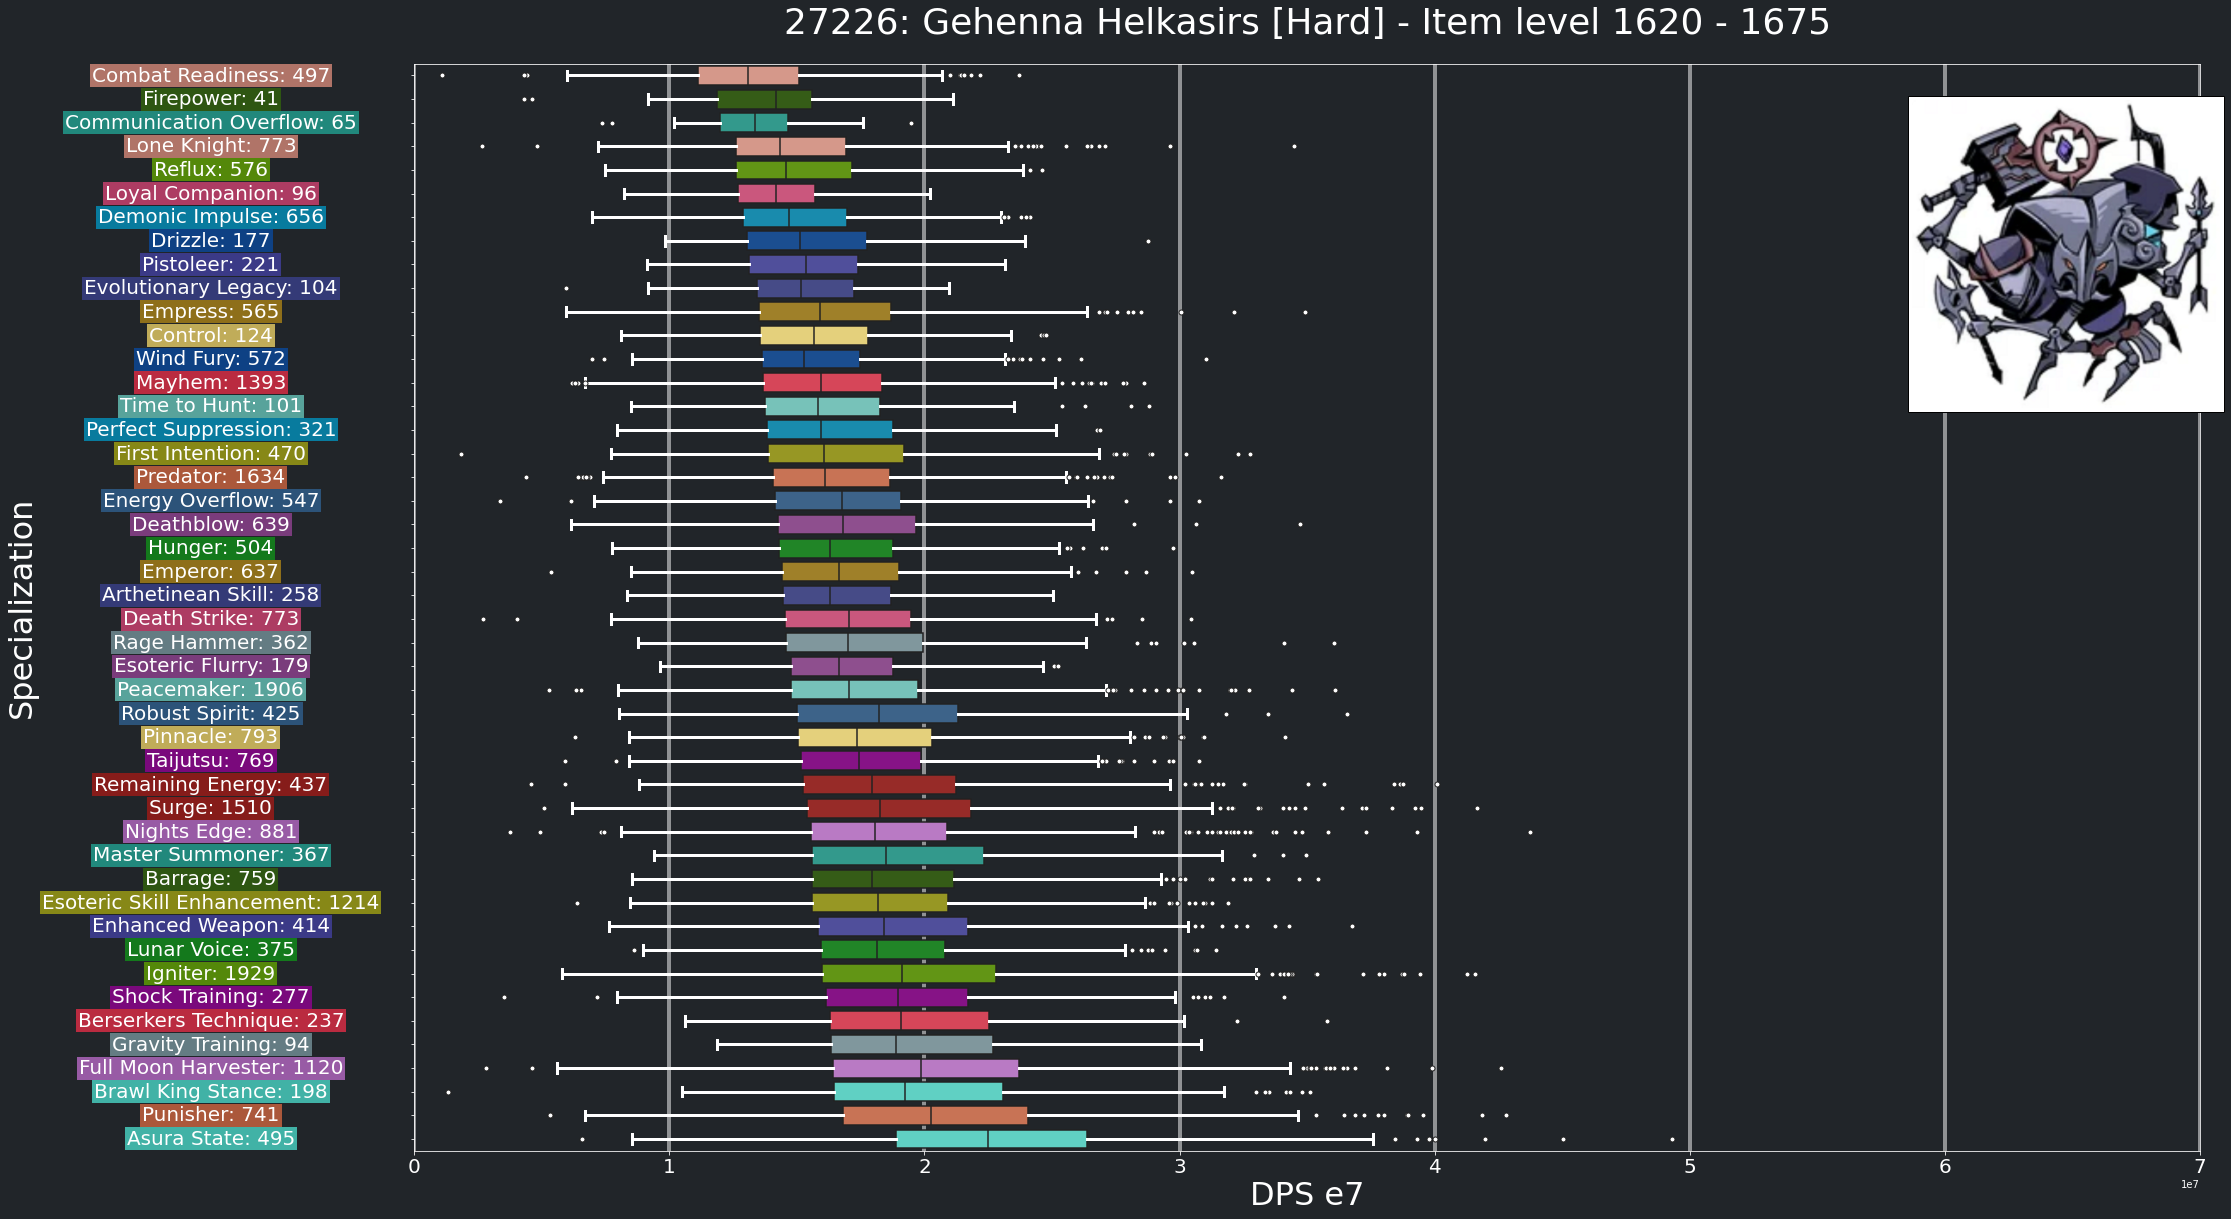 27226: Gehenna Helkasirs [Hard] - Item level 1620 - 1675
Specialization
Combat Readiness: 497
Firepower: 41
Communication Overflow: 65
Lone Knight: 773
Reflux: 576
Loyal Companion: 96
Demonic Impulse: 656
Drizzle: 177
Pistoleer: 221
Evolutionary Legacy: 104
Empress: 565
Control: 124
Wind Fury: 572
Mayhem: 1393
Time to Hunt: 101
Perfect Suppression: 321
First Intention: 470
Predator: 1634
Energy Overflow: 547
Deathblow: 639
Hunger: 504
Emperor: 637
Arthetinean Skill: 258
Death Strike: 773
Rage Hammer: 362
Esoteric Flurry: 179
Peacemaker: 1906
Robust Spirit: 425
Pinnacle: 793
Taijutsu: 769
Remaining Energy: 437
Surge: 1510
Nights Edge: 881
Master Summoner: 367
Barrage: 759
Esoteric Skill Enhancement: 1214
Enhanced Weapon: 414
Lunar Voice: 375
Igniter: 1929
Shock Training: 277
Berserkers Technique: 237
Gravity Training: 94
Full Moon Harvester: 1120
Brawl King Stance: 198
Punisher: 741
Asura State: 495
0 1 2 3 4 5 6 7
1e7
DPS e7